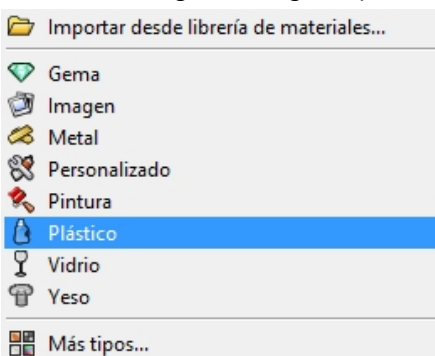 Importar desde librería de materiales...
Gema
Imagen
Metal
Personalizado
Pintura
Plástico
Vidrio
Yeso
Más tipos...